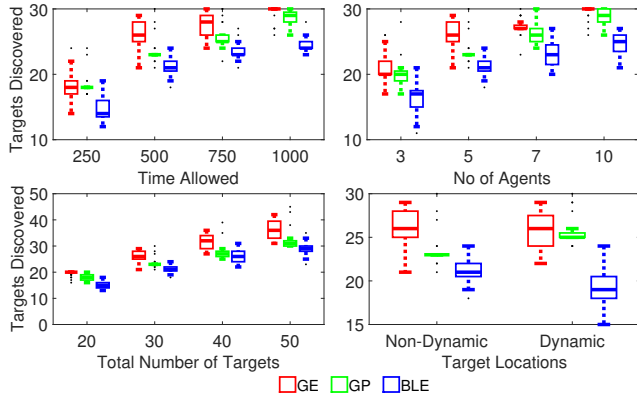 Targets Discovered
30
20
10
250 500 750 1000
Time Allowed
30
20
10
3 5 7 10
No of Agents
Targets Discovered
50
40
30
20
10
0
20 30 40 50
Total Number of Targets
30
25
20
15
Non-Dynamic Dynamic
Target Locations
GE GP BLE